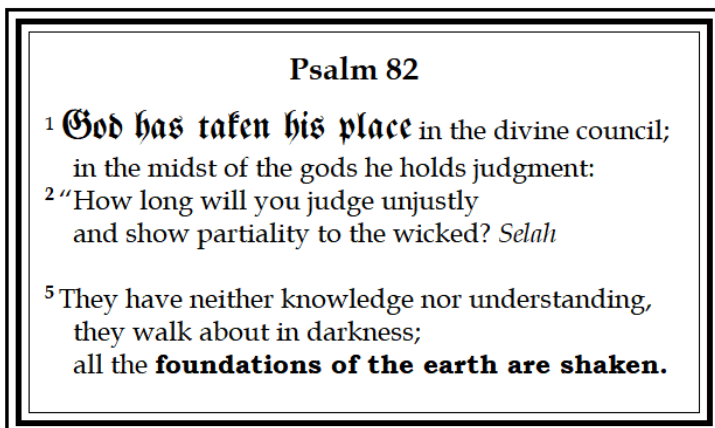 Psalm 82
1 God has taken his place in the divine council;
in the midst of the gods he holds judgment:
2 “How long will you judge unjustly
and show partiality to the wicked? Selah
5 They have neither knowledge nor understanding,
they walk about in darkness;
all the foundations of the earth are shaken.